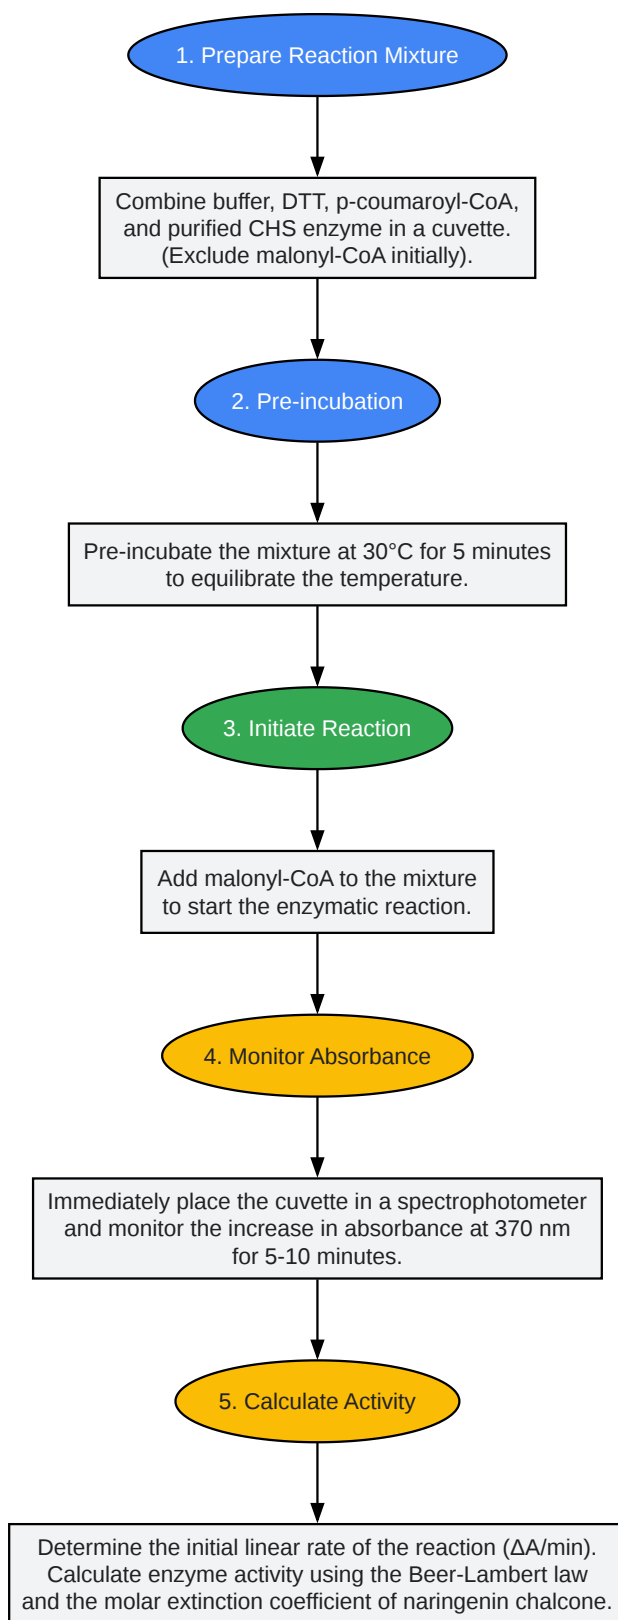 1. Prepare Reaction Mixture
Combine buffer, DTT, p-coumaroyl-CoA,
and purified CHS enzyme in a cuvette.
(Exclude malonyl-CoA initially).
2. Pre-incubation
Pre-incubate the mixture at 30°C for 5 minutes
to equilibrate the temperature.
3. Initiate Reaction
Add malonyl-CoA to the mixture
to start the enzymatic reaction.
4. Monitor Absorbance
Immediately place the cuvette in a spectrophotometer
and monitor the increase in absorbance at 370 nm
for 5-10 minutes.
5. Calculate Activity
Determine the initial linear rate of the reaction (ΔA/min).
Calculate enzyme activity using the Beer-Lambert law
and the molar extinction coefficient of naringenin chalcone.